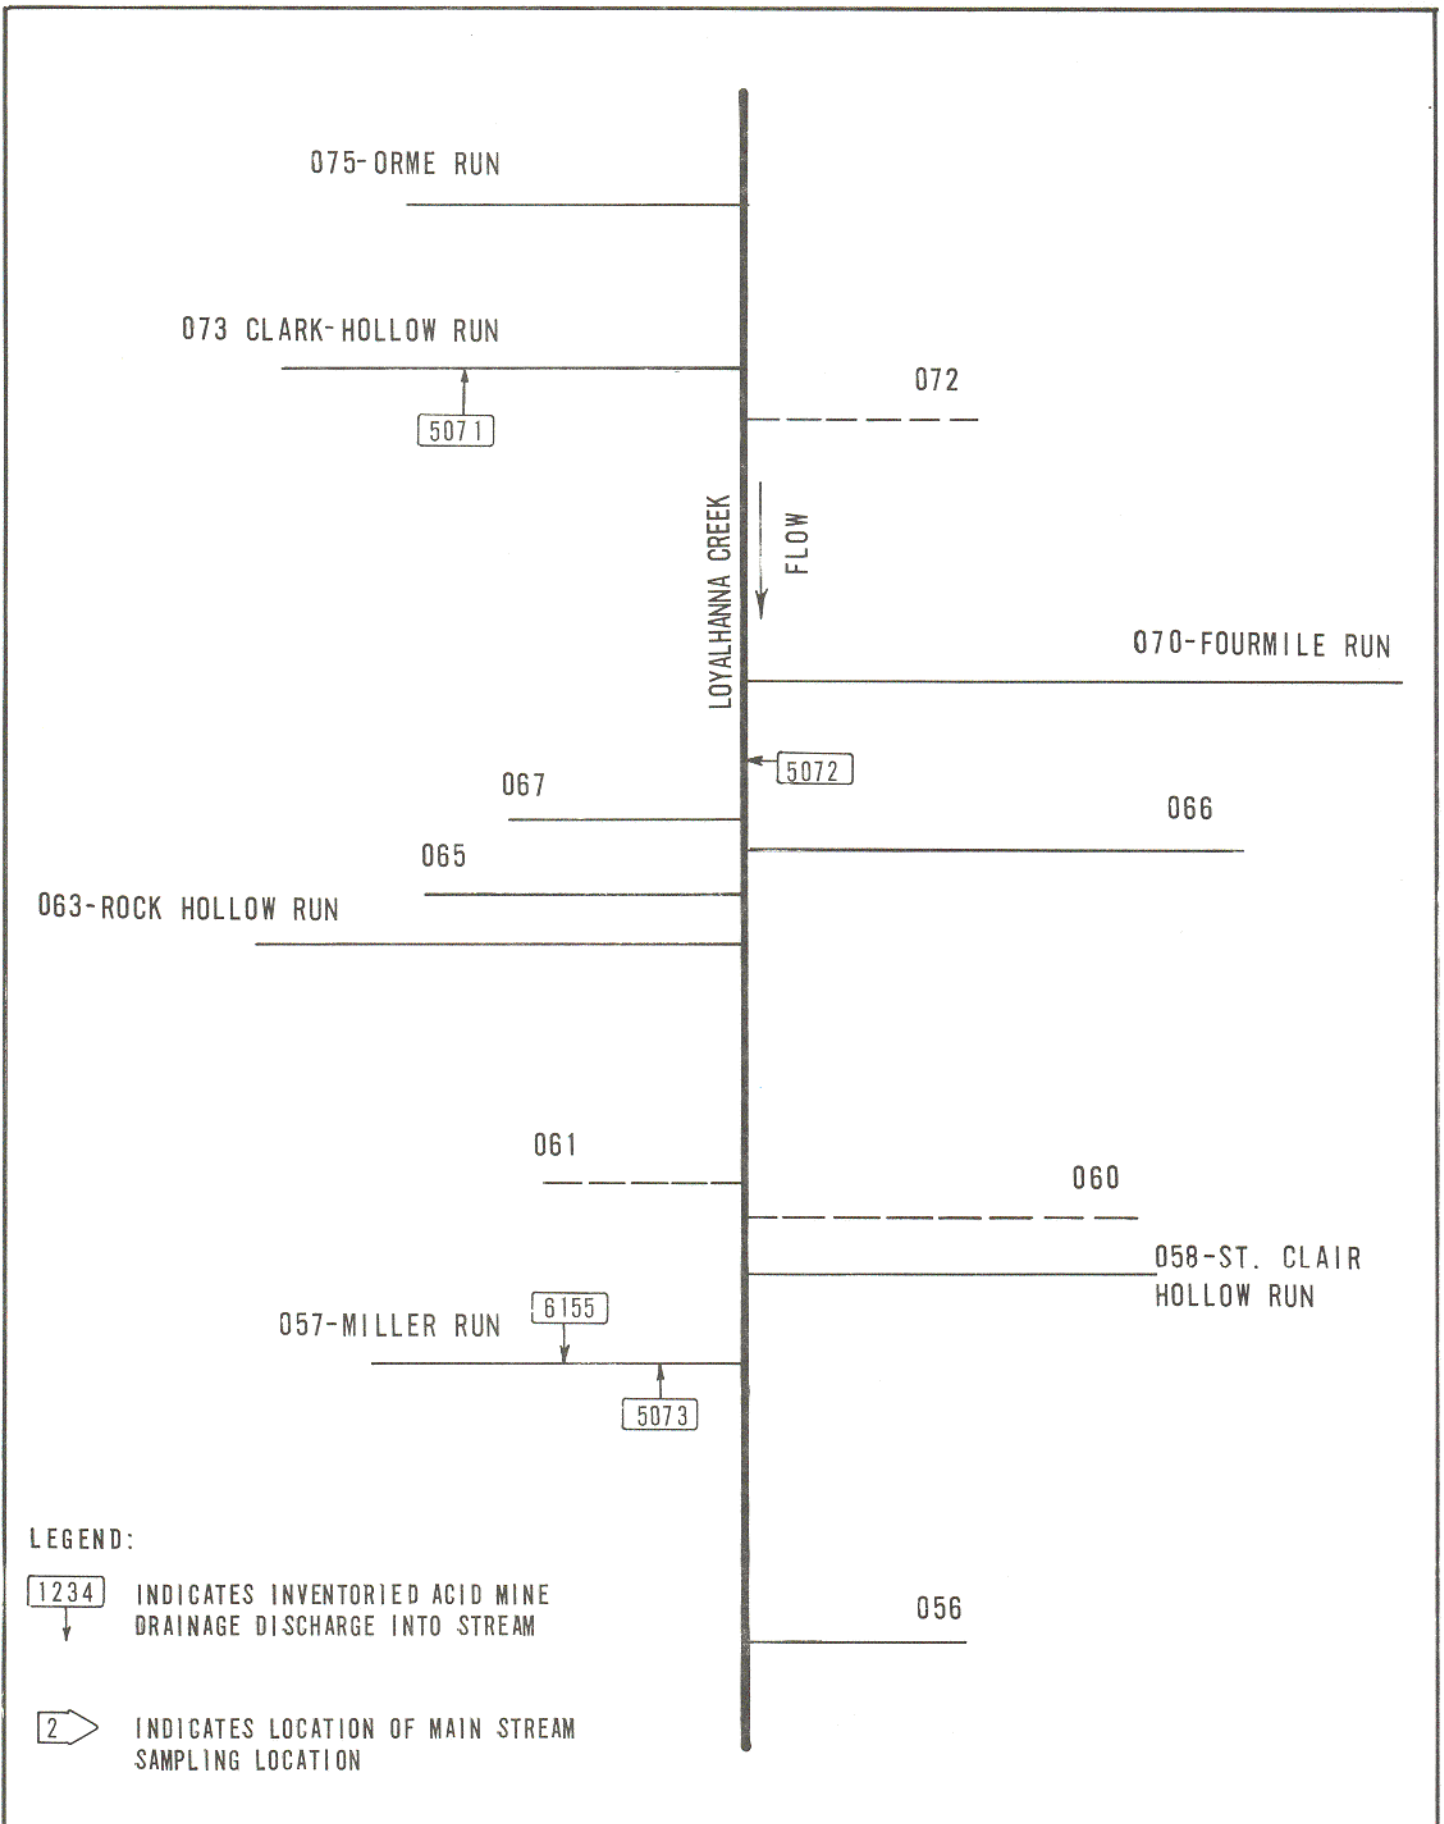 075-ORME RUN
073 CLARK-HOLLOW RUN
072
5071
LOYALHANNA CREEK
FLOW
070-FOURMILE RUN
5072
067
066
065
063-ROCK HOLLOW RUN
061
060
058-ST. CLAIR
HOLLOW RUN
6155
057-MILLER RUN
5073
LEGEND:
1234 INDICATES INVENTORIED ACID MINE
DRAINAGE DISCHARGE INTO STREAM
056
2 INDICATES LOCATION OF MAIN STREAM
SAMPLING LOCATION